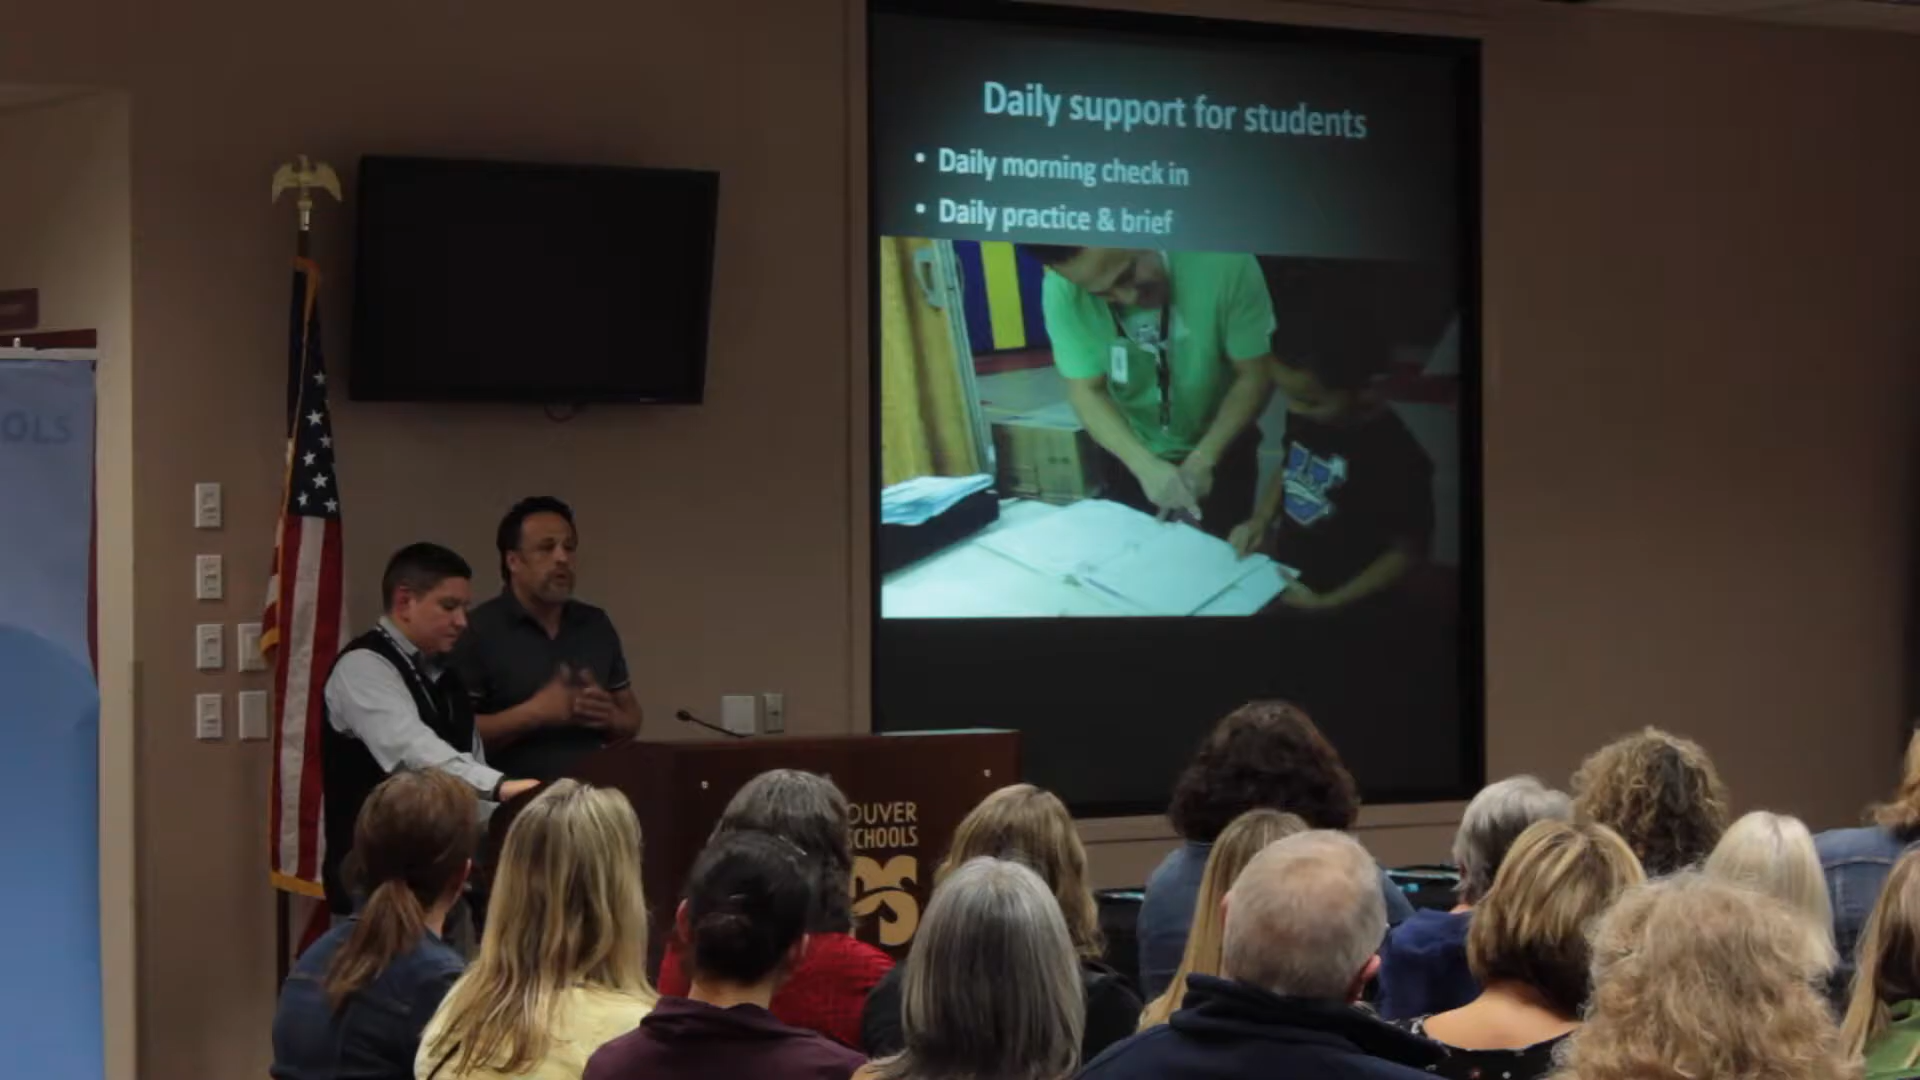 Daily support for students
• Daily morning check in
• Daily practice & brief
OLS
OUVER
SCHOOLS